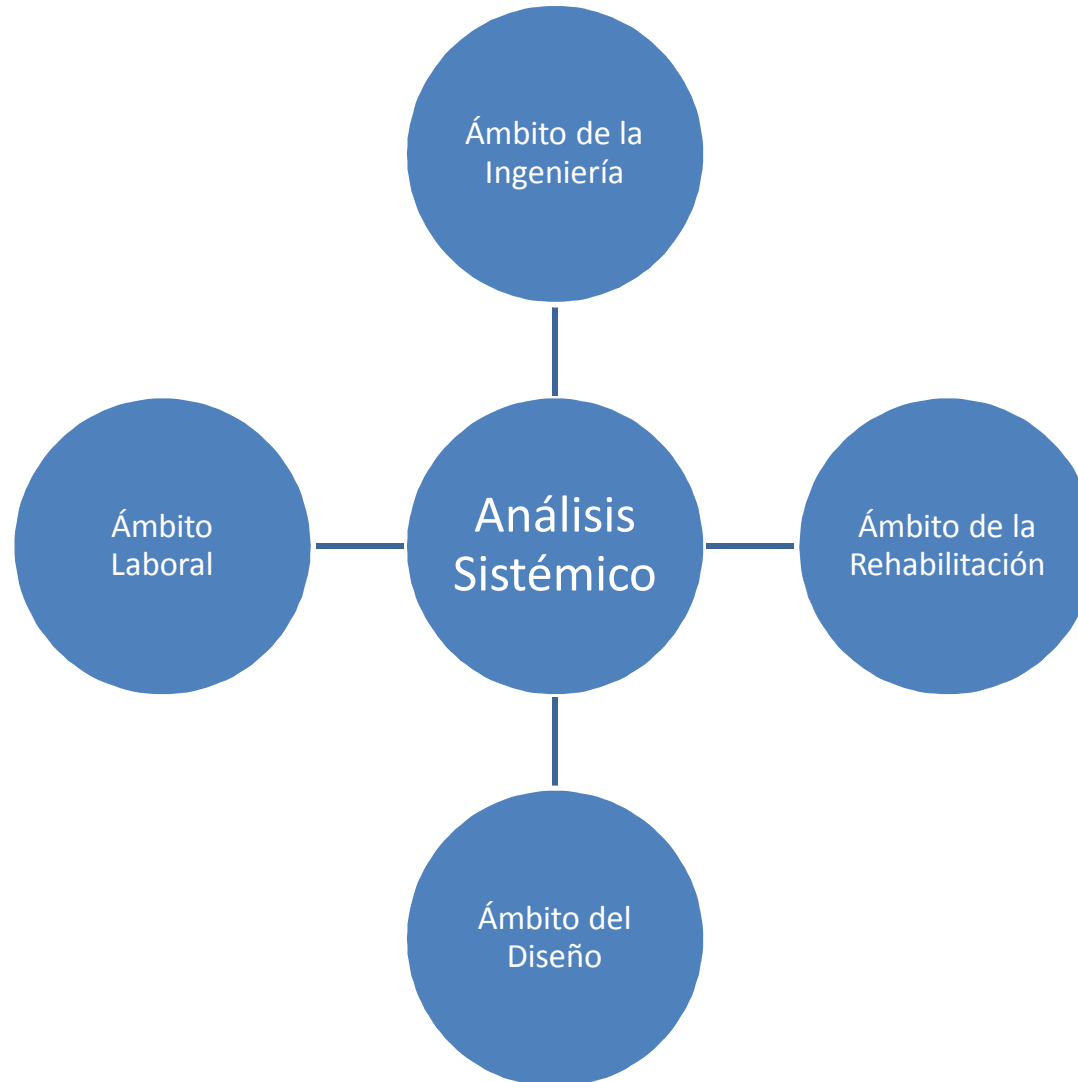 Ámbito de la
Ingeniería
Ámbito
Laboral
Análisis
Sistémico
Ámbito de la
Rehabilitación
Ámbito del
Diseño